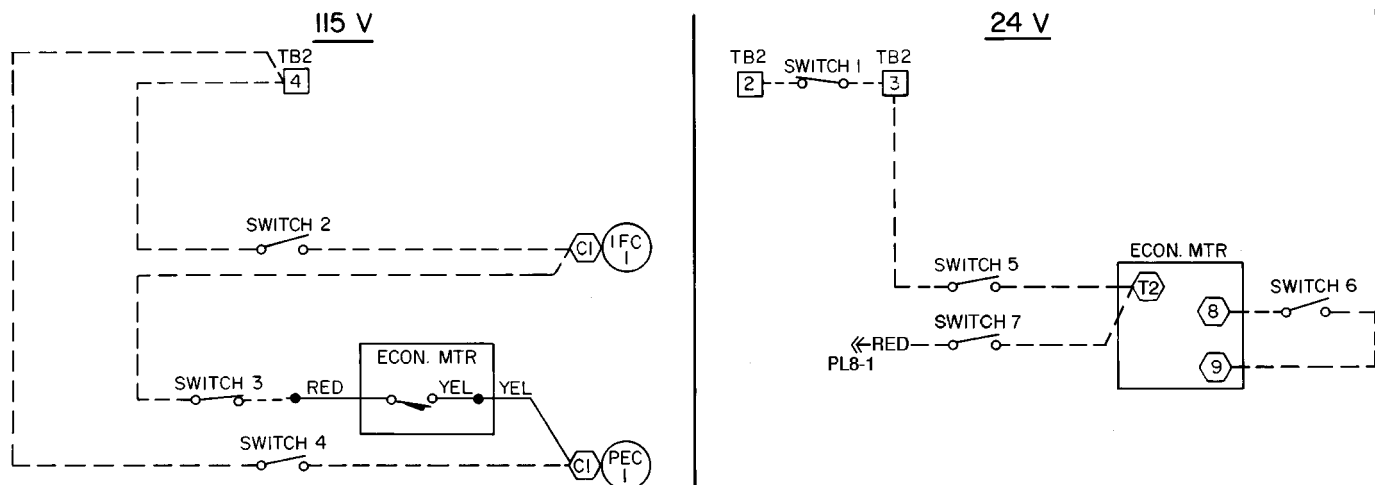 115 V
TB2
4
SWITCH 2
C1
IFC
1
ECON. MTR
SWITCH 3
RED
YEL
YEL
SWITCH 4
C1
PEC
1
24 V
TB2
SWITCH 1
TB2
2
3
ECON. MTR
SWITCH 5
T2
SWITCH 6
8
SWITCH 7
RED
PL8-1
9